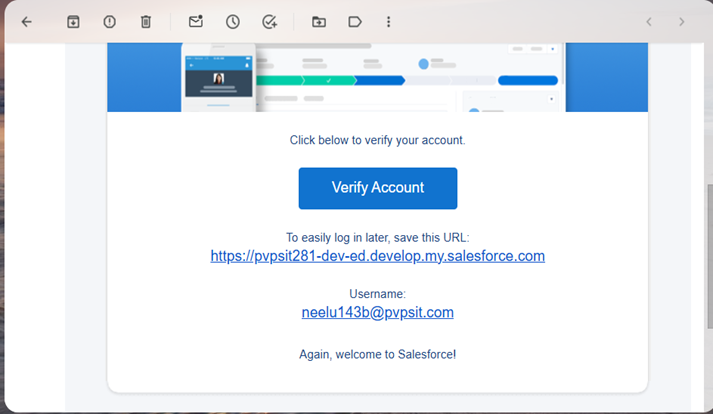 Click below to verify your account.
Verify Account
To easily log in later, save this URL:
https://pvpsit281-dev-ed.develop.my.salesforce.com
Username:
neelu143b@pvpsit.com
Again, welcome to Salesforce!